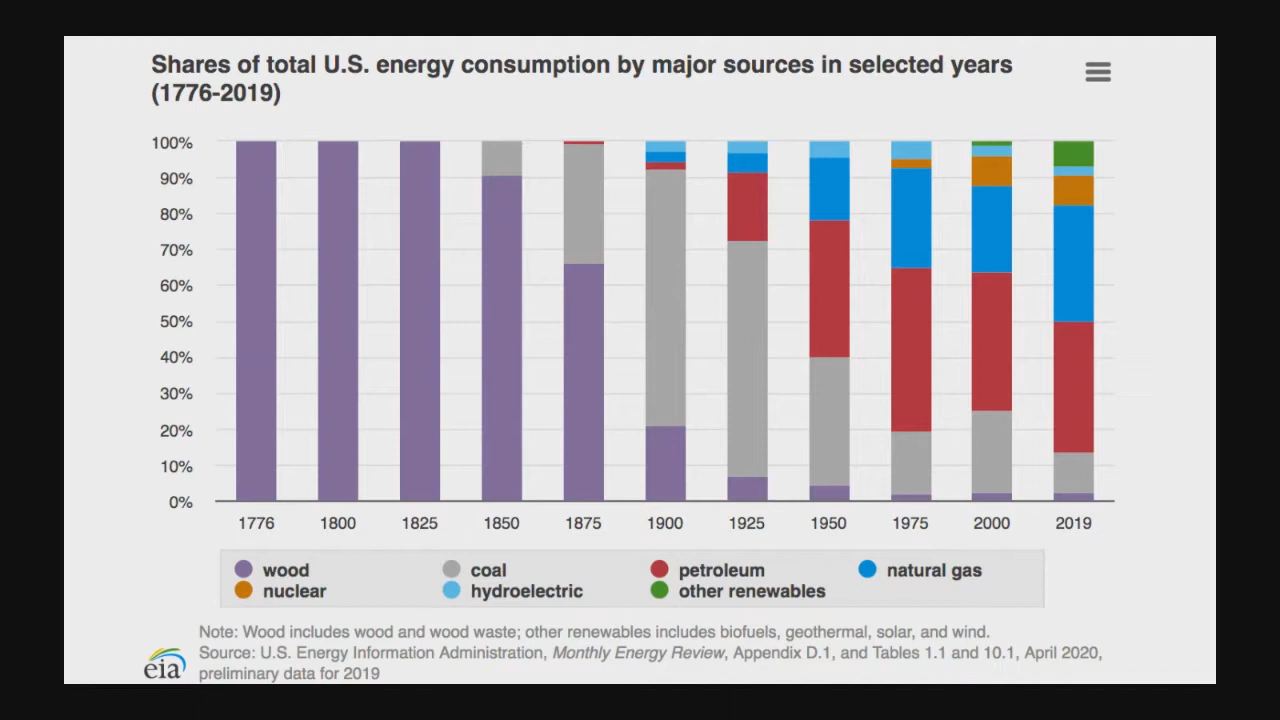 Shares of total U.S. energy consumption by major sources in selected years
(1776-2019)
100%
90%
80%
70%
60%
50%
40%
30%
20%
10%
0%
1776 1800 1825 1850 1875 1900 1925 1950 1975 2000 2019
wood coal petroleum natural gas
nuclear hydroelectric other renewables
Note: Wood includes wood and wood waste; other renewables includes biofuels, geothermal, solar, and wind.
Source: U.S. Energy Information Administration, Monthly Energy Review, Appendix D.1, and Tables 1.1 and 10.1, April 2020,
preliminary data for 2019
eia